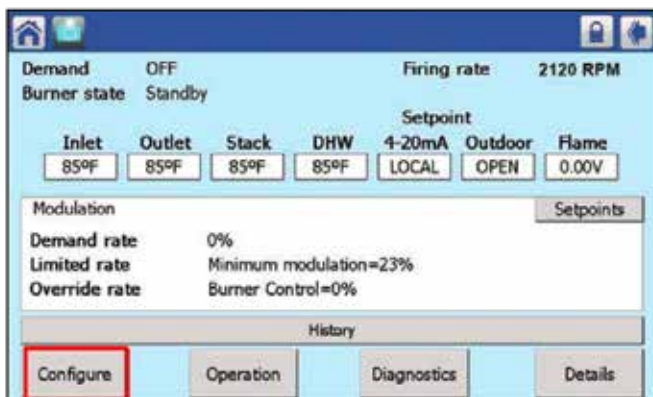 Demand OFF Firing rate 2120 RPM
Burner state Standby
Setpoint
Inlet Outlet Stack DHW 4-20mA Outdoor Flame
85ºF 85ºF 85ºF 85ºF LOCAL OPEN 0.00V
Modulation Setpoints
Demand rate 0%
Limited rate Minimum modulation=23%
Override rate Burner Control=0%
History
Configure Operation Diagnostics Details